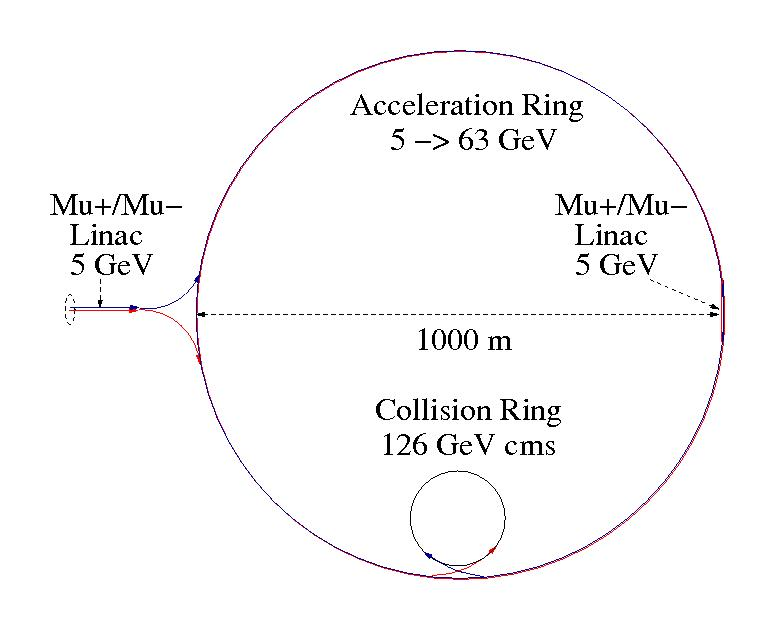 Acceleration Ring
5 −> 63 GeV
Mu+/Mu−
Linac
5 GeV
Mu+/Mu−
Linac
5 GeV
1000 m
Collision Ring
126 GeV cms